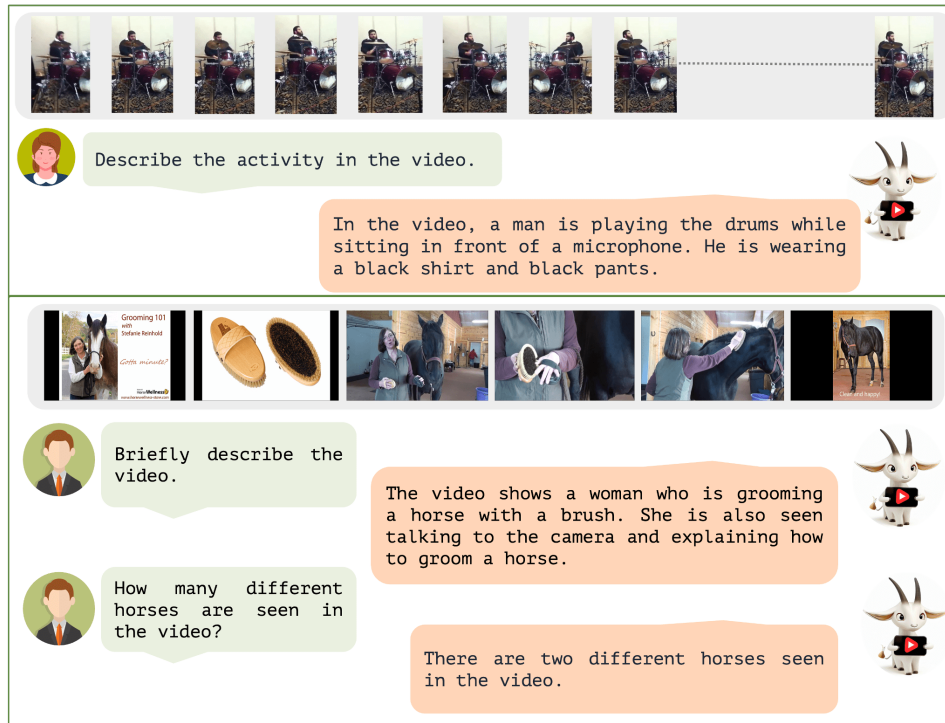 Describe the activity in the video.
In the video, a man is playing the drums while
sitting in front of a microphone. He is wearing
a black shirt and black pants.
Grooming 101
with
Stefanie Reinhold
Gotta minute?
Wellness
Clean and happy!
Briefly describe the
video.
The video shows a woman who is grooming
a horse with a brush. She is also seen
talking to the camera and explaining how
to groom a horse.
How many different
horses are seen in
the video?
There are two different horses seen
in the video.